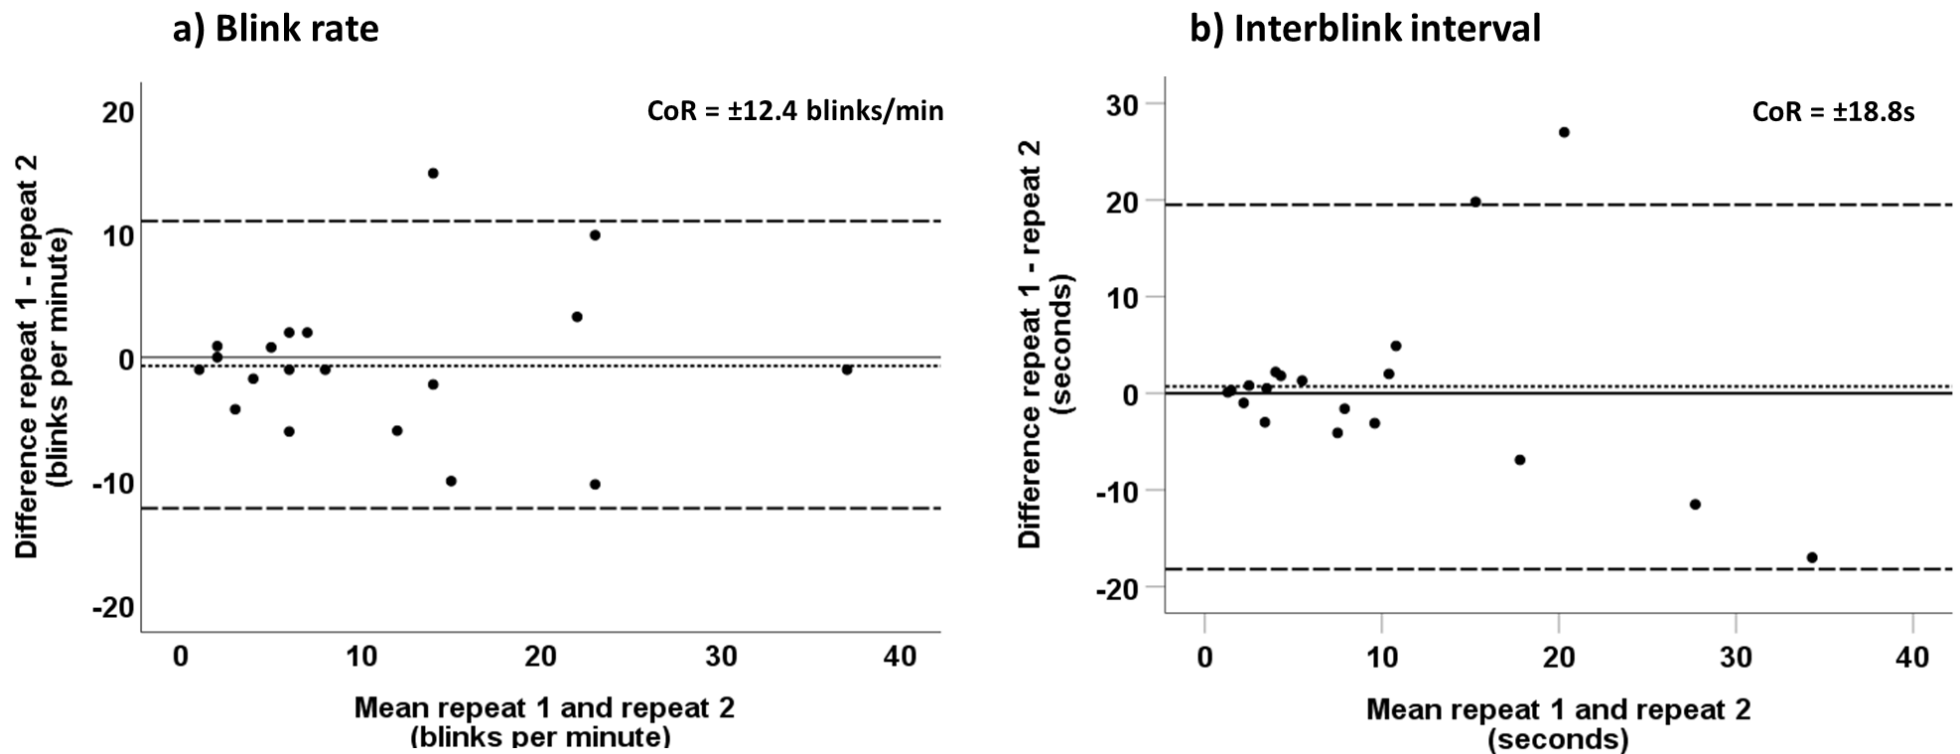 a) Blink rate
CoR = ±12.4 blinks/min
Difference repeat 1 - repeat 2
(blinks per minute)
20
10
0
-10
-20
0 10 20 30 40
Mean repeat 1 and repeat 2
(blinks per minute)
b) Interblink interval
CoR = ±18.8s
Difference repeat 1 - repeat 2
(seconds)
30
20
10
0
-10
-20
0 10 20 30 40
Mean repeat 1 and repeat 2
(seconds)